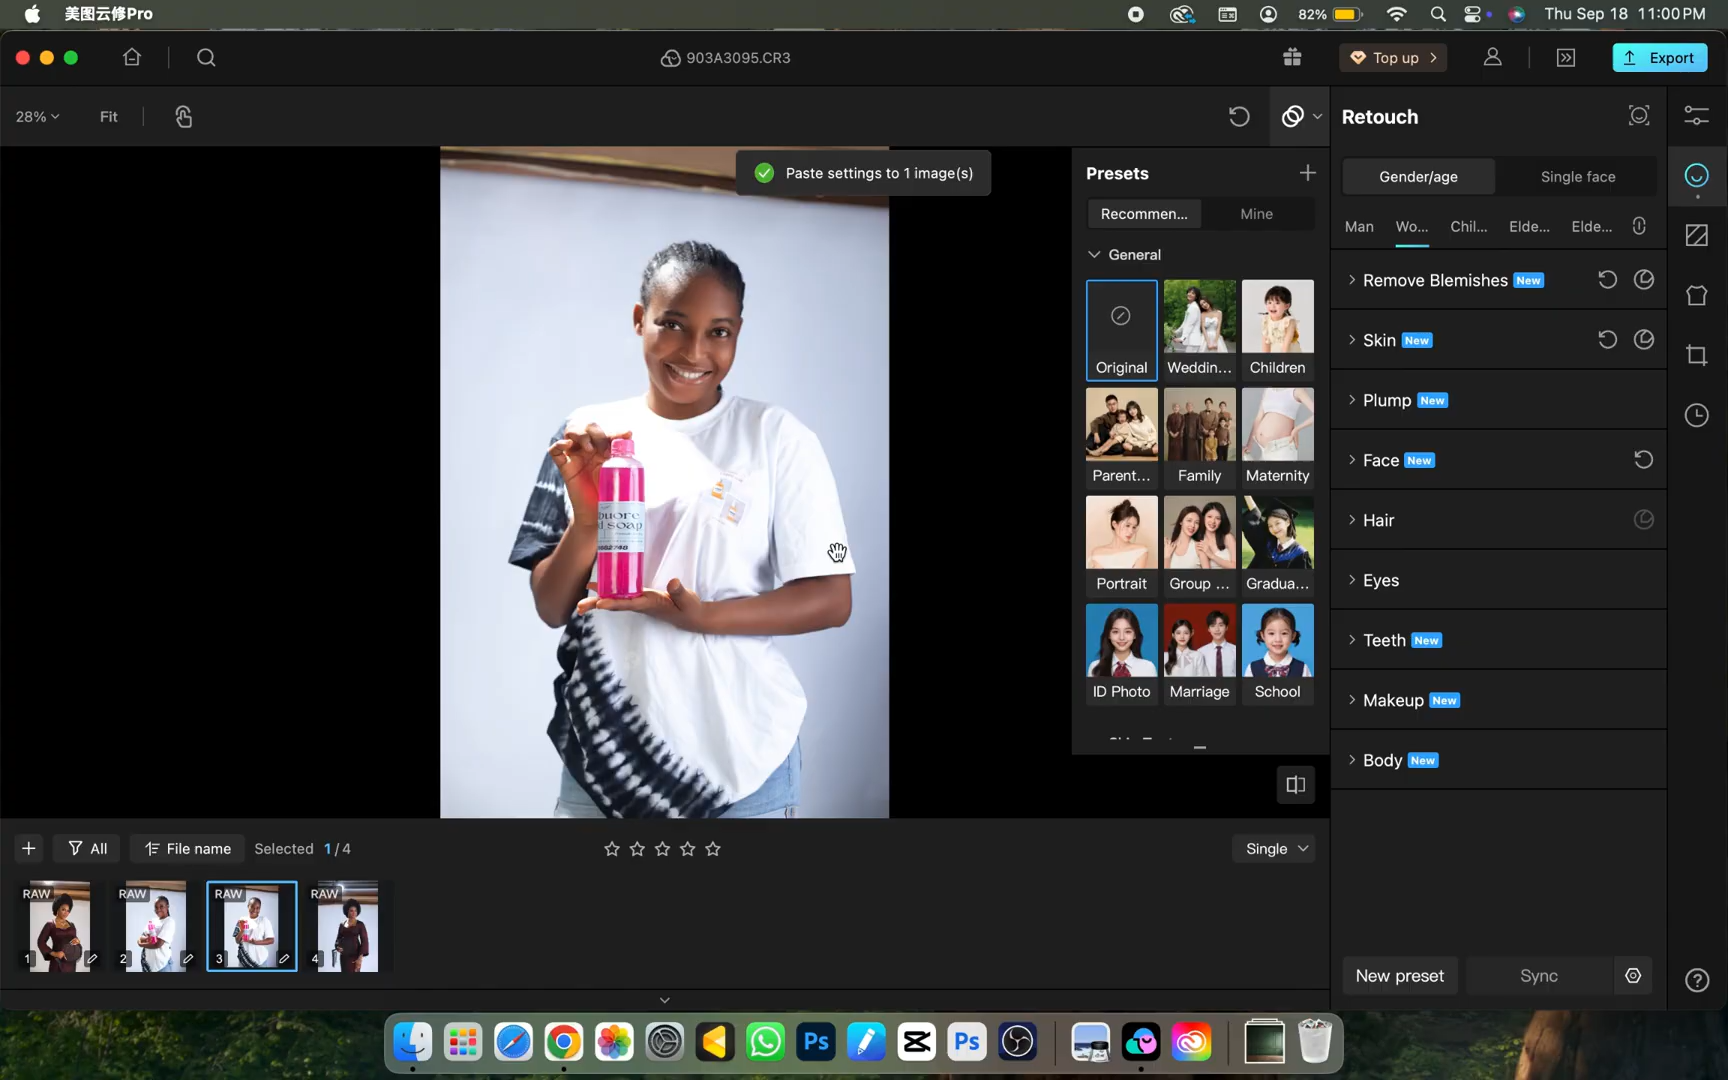 美图云修Pro
82%
Thu Sep 18 11:00PM
903A3095.CR3
Top up
Export
28%
Fit
Retouch
Paste settings to 1 image(s)
Presets
Recommen...
Mine
General
Original
Weddin...
Children
Parent...
Family
Maternity
Portrait
Group ...
Gradua...
ID Photo
Marriage
School
Gender/age
Single face
Man
Wo...
Chil...
Elde...
Elde...
Remove Blemishes New
Skin New
Plump New
Face New
Hair
Eyes
Teeth New
Makeup New
Body New
soap
All
File name
Selected 1/4
Single
RAW
RAW
RAW
RAW
1
2
3
4
New preset
Sync
Ps
Ps